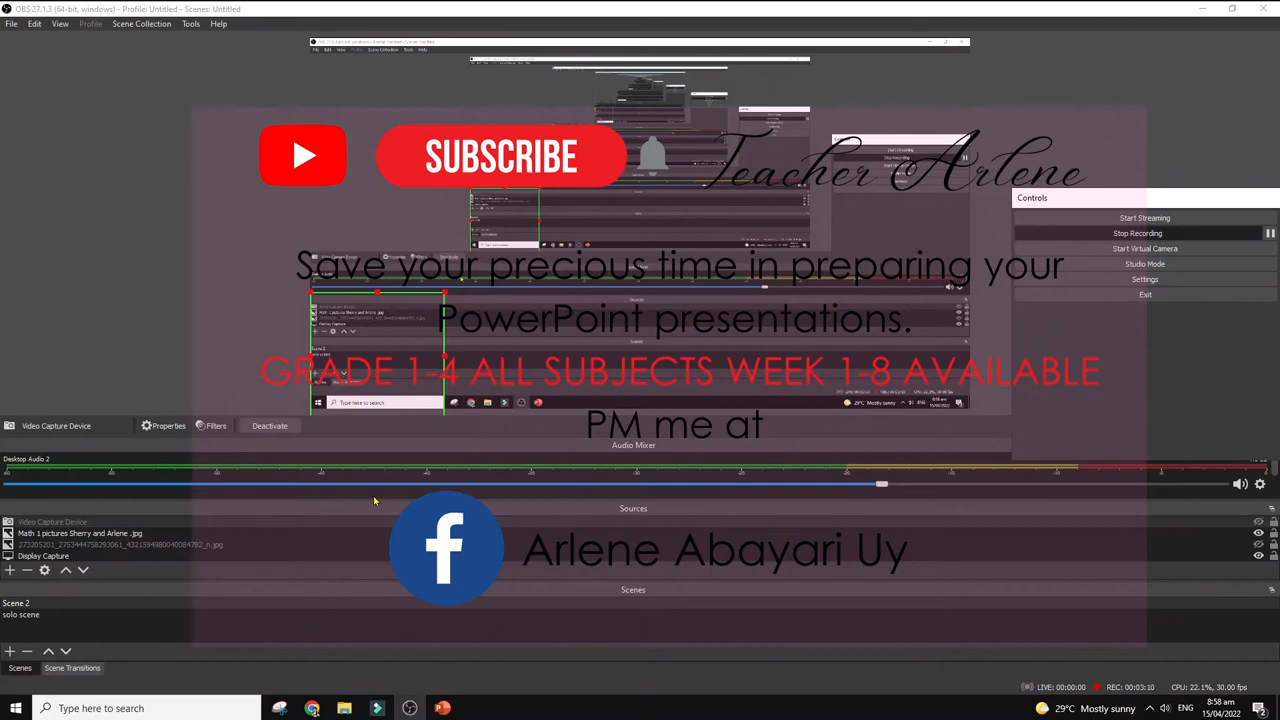 OBS 27.1.3 (64-bit, windows) - Profile: Untitled - Scenes: Untitled
File Edit View Profile Scene Collection Tools Help
SUBSCRIBE
Teacher Arlene
Controls
Start Streaming
Stop Recording
Start Virtual Camera
Studio Mode
Settings
Exit
Save your precious time in preparing your
PowerPoint presentations.
GRADE 1-4 ALL SUBJECTS WEEK 1-8 AVAILABLE
PM me at
Video Capture Device Properties Filters Deactivate
Audio Mixer
Desktop Audio 2
Sources
Video Capture Device
Math 1 pictures Sherry and Arlene .jpg
273205201_2753444758293061_4321594980040084782_n.jpg
Display Capture
Arlene Abayari Uy
Scenes
Scene 2
solo scene
Scenes Scene Transitions
LIVE: 00:00:00 REC: 00:03:10 CPU: 22.1%, 30.00 fps
Type here to search
29°C Mostly sunny ENG 8:58 am
15/04/2022 2